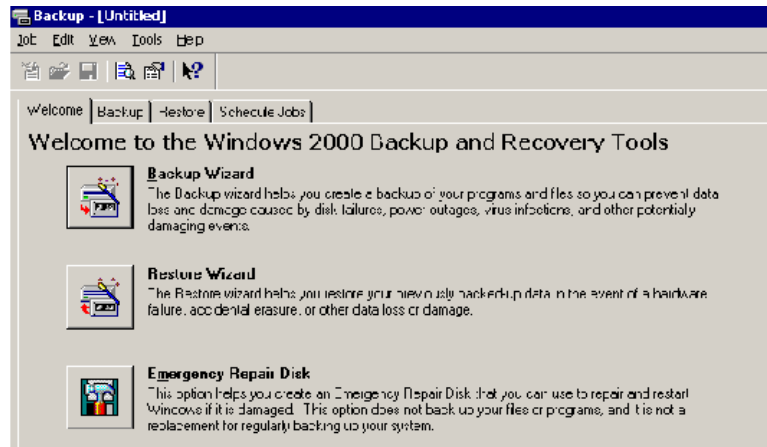 Backup - [Untitled]
Job Edit View Tools Help
Welcome Backup Restore Schedule Jobs
Welcome to the Windows 2000 Backup and Recovery Tools
Backup Wizard
The Backup wizard helps you create a backup of your programs and files so you can prevent data
loss and damage caused by disk failures, power outages, virus infections, and other potentially
damaging events.
Restore Wizard
The Restore wizard helps you restore your previously backed-up data in the event of a hardware
failure, accidental erasure, or other data loss or damage.
Emergency Repair Disk
This option helps you create an Emergency Repair Disk that you can use to repair and restart
Windows if it is damaged. This option does not back up your files or programs, and it is not a
replacement for regularly backing up your system.